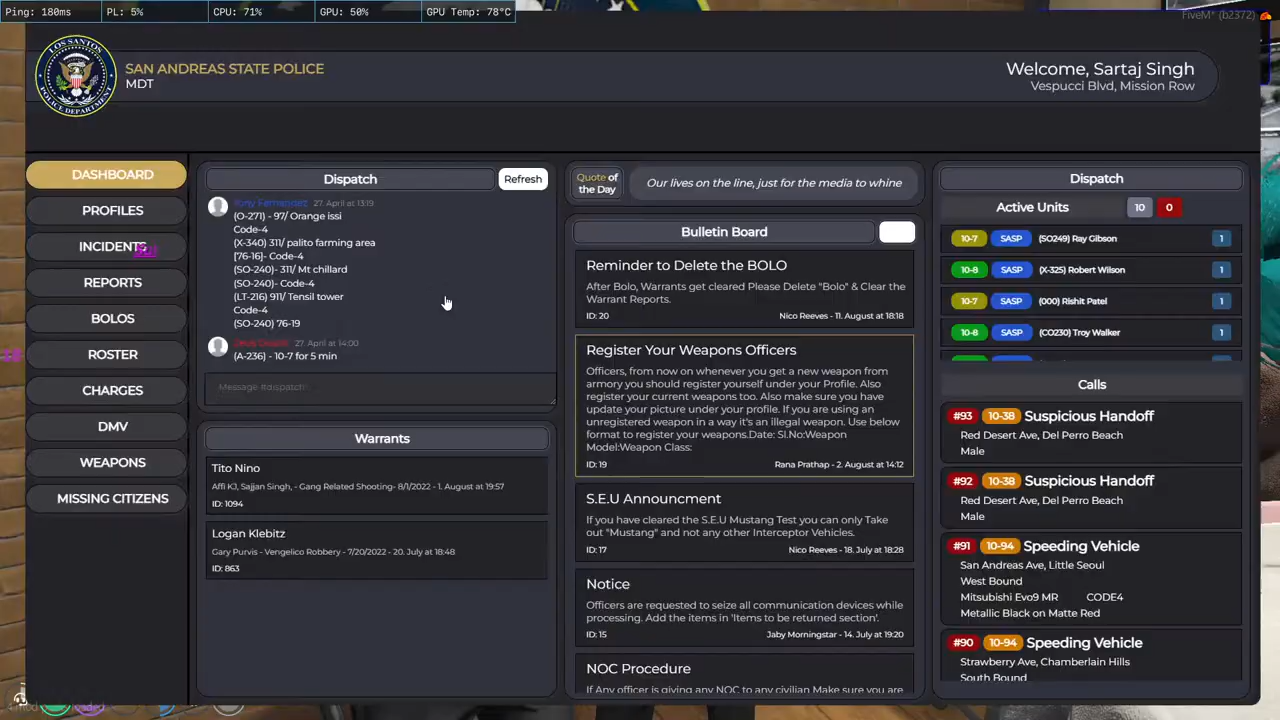 Ping: 180ms PL: 5% CPU: 71% GPU: 50% GPU Temp: 78°C
FiveM* (b2372)
LOS SANTOS
POLICE DEPARTMENT
SAN ANDREAS STATE POLICE
MDT
Welcome, Sartaj Singh
Vespucci Blvd, Mission Row
DASHBOARD
PROFILES
INCIDENTS
REPORTS
BOLOS
ROSTER
CHARGES
DMV
WEAPONS
MISSING CITIZENS
Dispatch
Refresh
27. April at 13:19
(O-271) - 97/ Orange issi
Code-4
(X-340) 311/ palito farming area
[76-16]- Code-4
(SO-240)- 311/ Mt chillard
(SO-240)- Code-4
(LT-216) 911/ Tensil tower
Code-4
(SO-240) 76-19
27. April at 14:00
(A-236) - 10-7 for 5 min
Message #dispatch
Warrants
Tito Nino
Affi KJ, Sajjan Singh, - Gang Related Shooting- 8/1/2022 - 1. August at 19:57
ID: 1094
Logan Klebitz
Gary Purvis - Vengelico Robbery - 7/20/2022 - 20. July at 18:48
ID: 863
Quote of
the Day
Our lives on the line, just for the media to whine
Bulletin Board
Reminder to Delete the BOLO
After Bolo, Warrants get cleared Please Delete "Bolo" & Clear the
Warrant Reports.
ID: 20 Nico Reeves - 11. August at 18:18
Register Your Weapons Officers
Officers, from now on whenever you get a new weapon from
armory you should register yourself under your Profile. Also
register your current weapons too. Also make sure you have
update your picture under your profile. If you are using an
unregistered weapon in a way it's an illegal weapon. Use below
format to register your weapons.Date: Sl.No:Weapon
Model:Weapon Class:
ID: 19 Rana Prathap - 2. August at 14:12
S.E.U Announcment
If you have cleared the S.E.U Mustang Test you can only Take
out "Mustang" and not any other Interceptor Vehicles.
ID: 17 Nico Reeves - 18. July at 18:28
Notice
Officers are requested to seize all communication devices while
processing. Add the items in 'Items to be returned section'.
ID: 15 Jaby Morningstar - 14. July at 19:20
NOC Procedure
If Any officer is giving any NOC to any civilian Make sure you are
Dispatch
Active Units 10 0
10-7 SASP (SO249) Ray Gibson 1
10-8 SASP (X-325) Robert Wilson 1
10-7 SASP (000) Rishit Patel 1
10-8 SASP (CO230) Troy Walker 1
Calls
#93 10-38 Suspicious Handoff
Red Desert Ave, Del Perro Beach
Male
#92 10-38 Suspicious Handoff
Red Desert Ave, Del Perro Beach
Male
#91 10-94 Speeding Vehicle
San Andreas Ave, Little Seoul
West Bound
Mitsubishi Evo9 MR CODE4
Metallic Black on Matte Red
#90 10-94 Speeding Vehicle
Strawberry Ave, Chamberlain Hills
South Bound